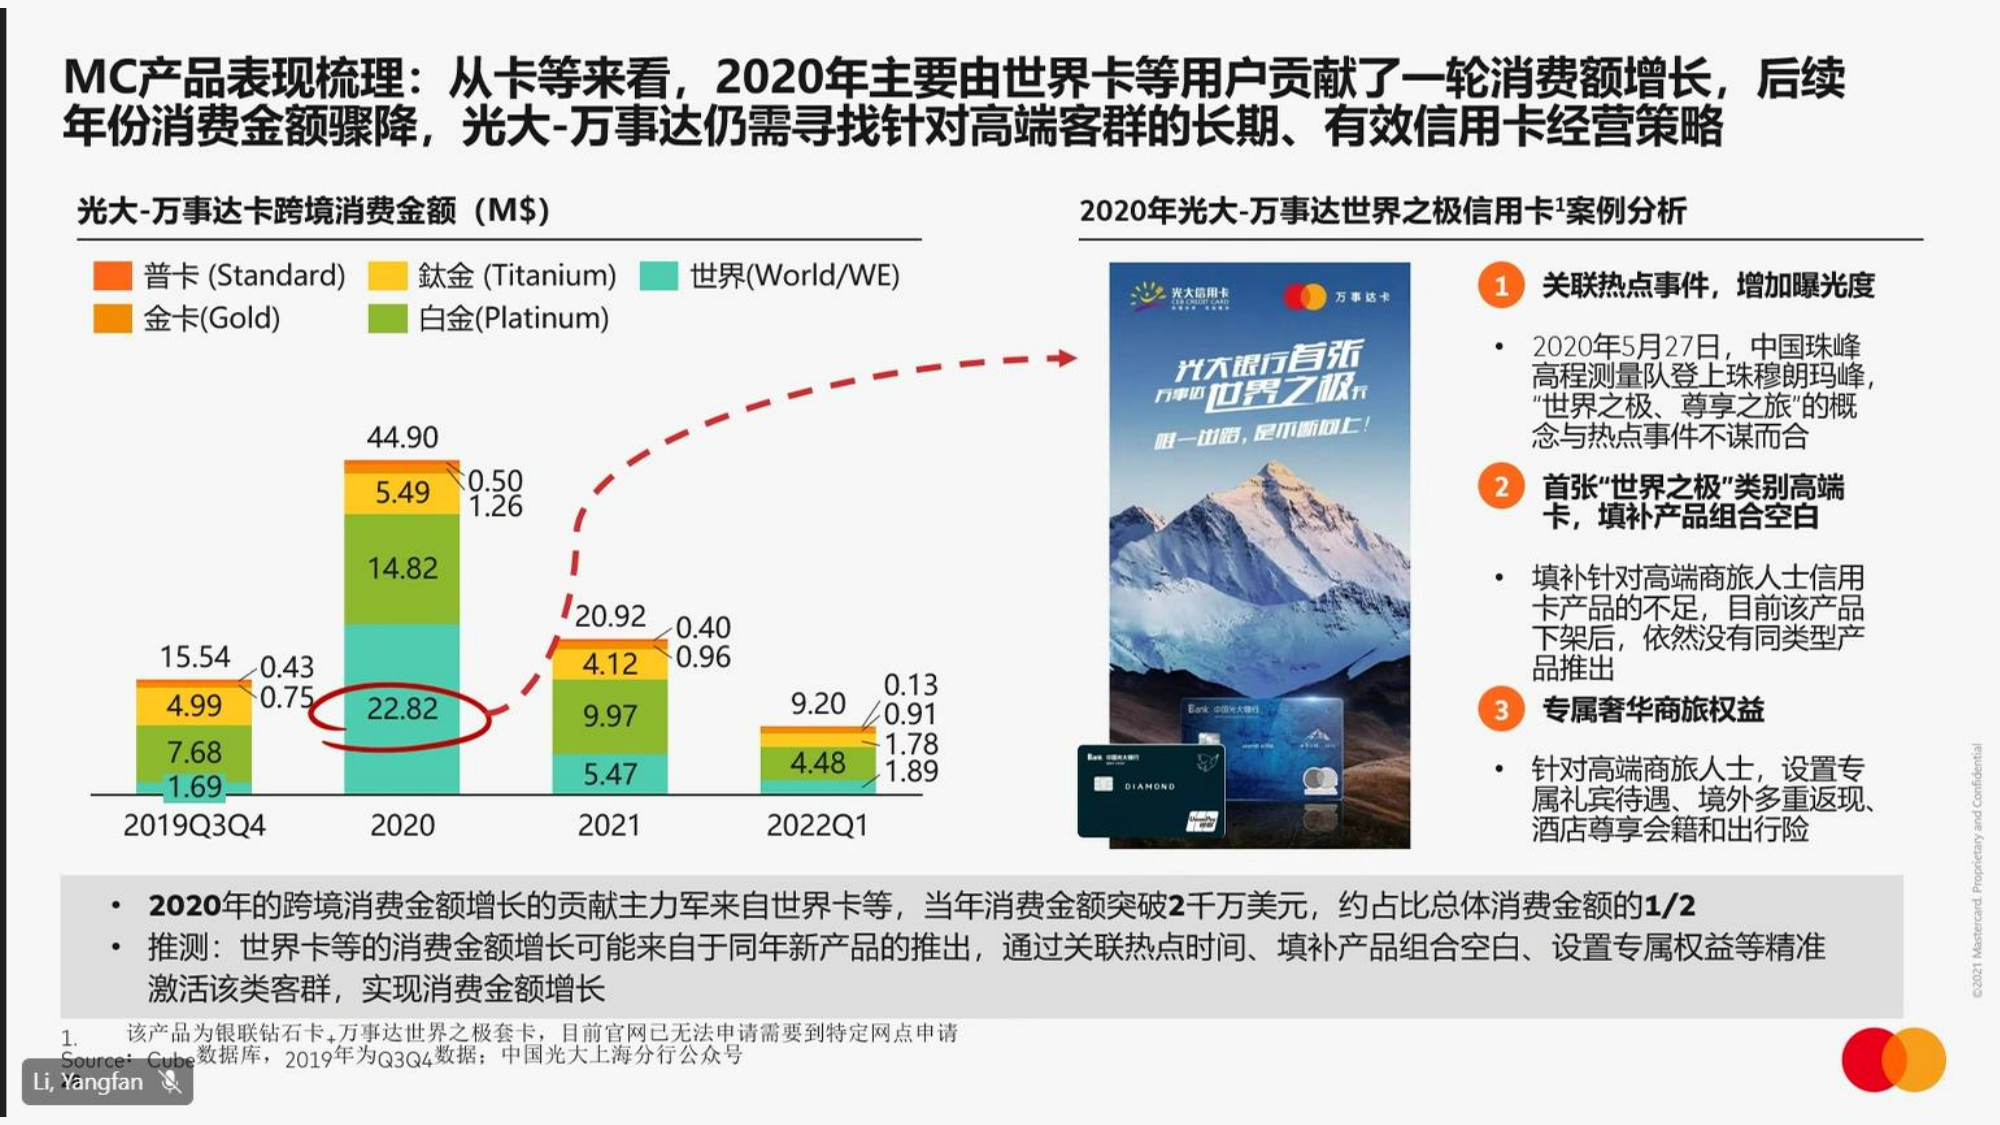 MC产品表现梳理：从卡等来看，2020年主要由世界卡等用户贡献了一轮消费额增长，后续
年份消费金额骤降，光大-万事达仍需寻找针对高端客群的长期、有效信用卡经营策略
光大-万事达卡跨境消费金额（M$）
普卡 (Standard)
鈦金 (Titanium)
世界(World/WE)
金卡(Gold)
白金(Platinum)
15.54
0.43
0.75
4.99
7.68
1.69
2019Q3Q4
44.90
0.50
1.26
5.49
14.82
22.82
2020
20.92
0.40
0.96
4.12
9.97
5.47
2021
9.20
0.13
0.91
1.78
1.89
4.48
2022Q1
2020年光大-万事达世界之极信用卡¹案例分析
光大信用卡
CEB CREDIT CARD
万事达卡
光大银行首张
万事达世界之极卡
唯一出路，是不断向上！
Bank 中国光大银行
Bank 中国光大银行
DIAMOND
UnionPay
银联
1 关联热点事件，增加曝光度
• 2020年5月27日，中国珠峰
高程测量队登上珠穆朗玛峰，
“世界之极、尊享之旅”的概
念与热点事件不谋而合
2 首张“世界之极”类别高端
卡，填补产品组合空白
• 填补针对高端商旅人士信用
卡产品的不足，目前该产品
下架后，依然没有同类型产
品推出
3 专属奢华商旅权益
• 针对高端商旅人士，设置专
属礼宾待遇、境外多重返现、
酒店尊享会籍和出行险
• 2020年的跨境消费金额增长的贡献主力军来自世界卡等，当年消费金额突破2千万美元，约占比总体消费金额的1/2
• 推测：世界卡等的消费金额增长可能来自于同年新产品的推出，通过关联热点时间、填补产品组合空白、设置专属权益等精准
激活该类客群，实现消费金额增长
1. 该产品为银联钻石卡+万事达世界之极套卡，目前官网已无法申请需要到特定网点申请
Source：Cube数据库，2019年为Q3Q4数据；中国光大上海分行公众号
Li, Yangfan
©2021 Mastercard. Proprietary and Confidential